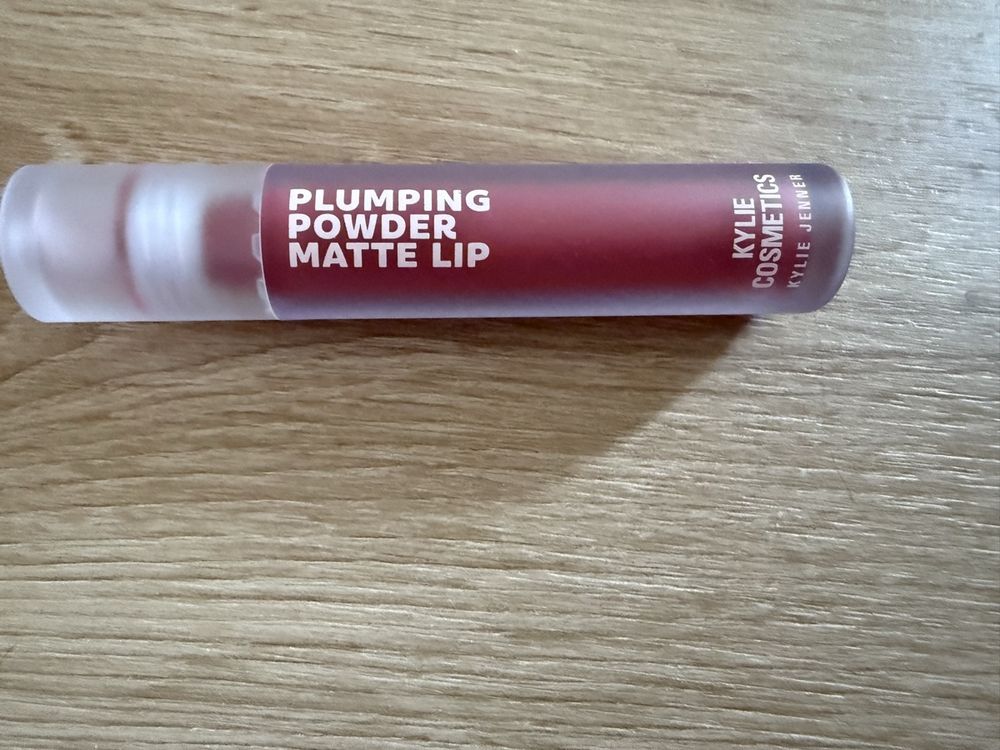 PLUMPING
POWDER
MATTE LIP
KYLIE
COSMETICS
KYLIE JENNER